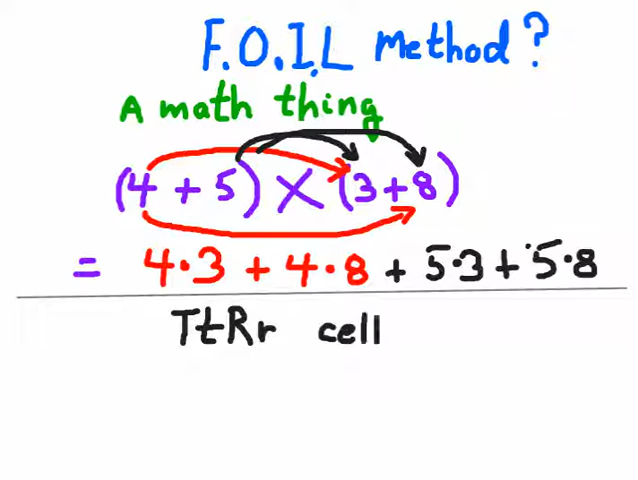 F.O.I.L method?
A math thing
(4 + 5) X (3+8)
= 4·3 + 4·8 + 5·3 + 5·8
TtRr cell